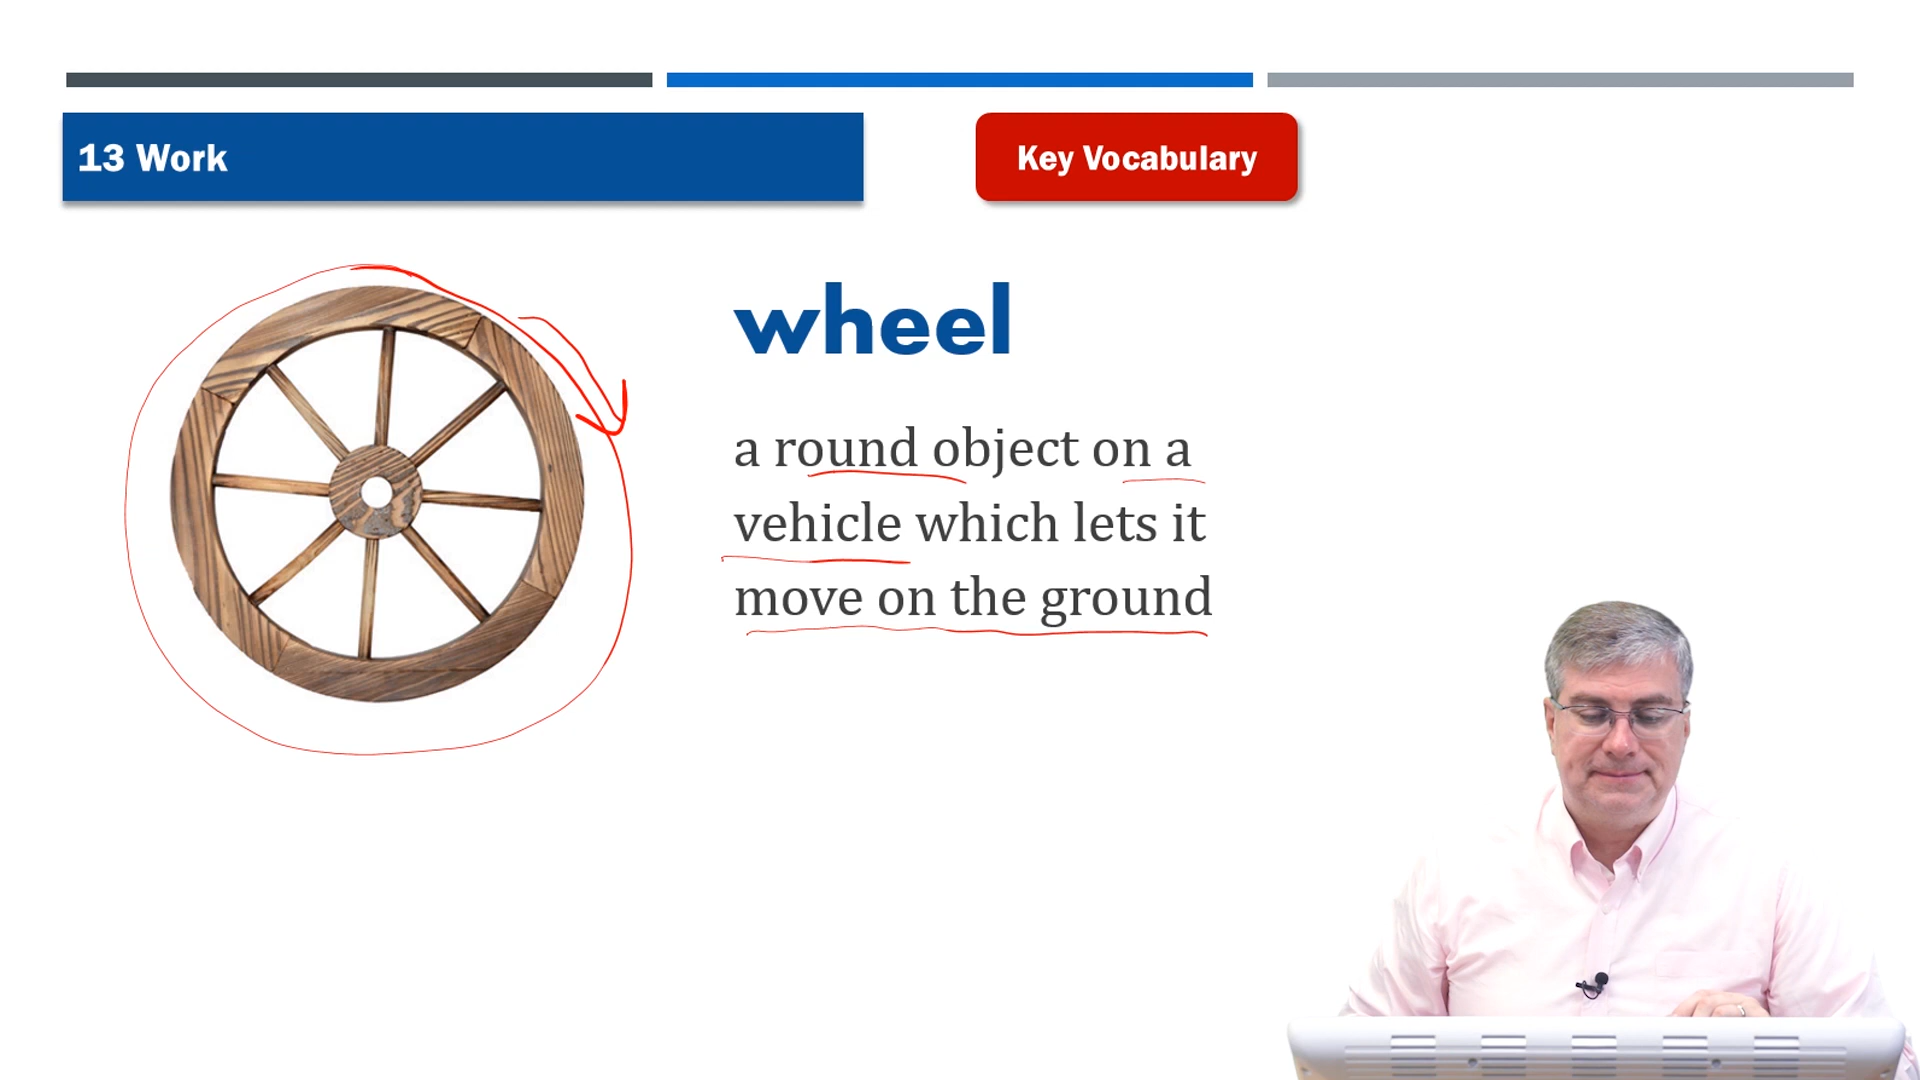 13 Work
Key Vocabulary
wheel
a round object on a
vehicle which lets it
move on the ground